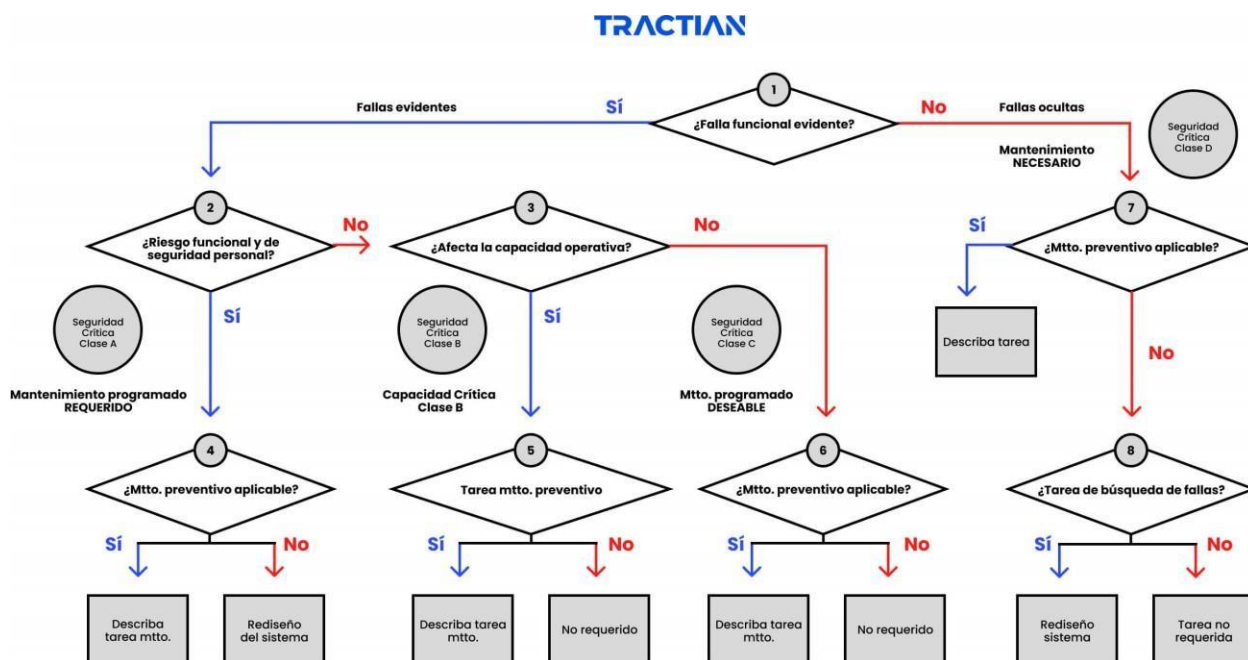 TRACTIAN
1
¿Falla funcional evidente?
Fallas evidentes
Sí
No
Fallas ocultas
Mantenimiento
NECESARIO
Seguridad
Crítica
Clase D
2
¿Riesgo funcional y de
seguridad personal?
No
3
¿Afecta la capacidad operativa?
No
7
¿Mtto. preventivo aplicable?
Sí
Seguridad
Crítica
Clase A
Sí
Mantenimiento programado
REQUERIDO
Seguridad
Crítica
Clase B
Sí
Capacidad Crítica
Clase B
Seguridad
Crítica
Clase C
Mtto. programado
DESEABLE
Describa tarea
No
4
¿Mtto. preventivo aplicable?
5
Tarea mtto. preventivo
6
¿Mtto. preventivo aplicable?
8
¿Tarea de búsqueda de fallas?
Sí
No
Sí
No
Sí
No
Sí
No
Describa
tarea mtto.
Rediseño
del sistema
Describa tarea
mtto.
No requerido
Describa tarea
mtto.
No requerido
Rediseño
sistema
Tarea no
requerida